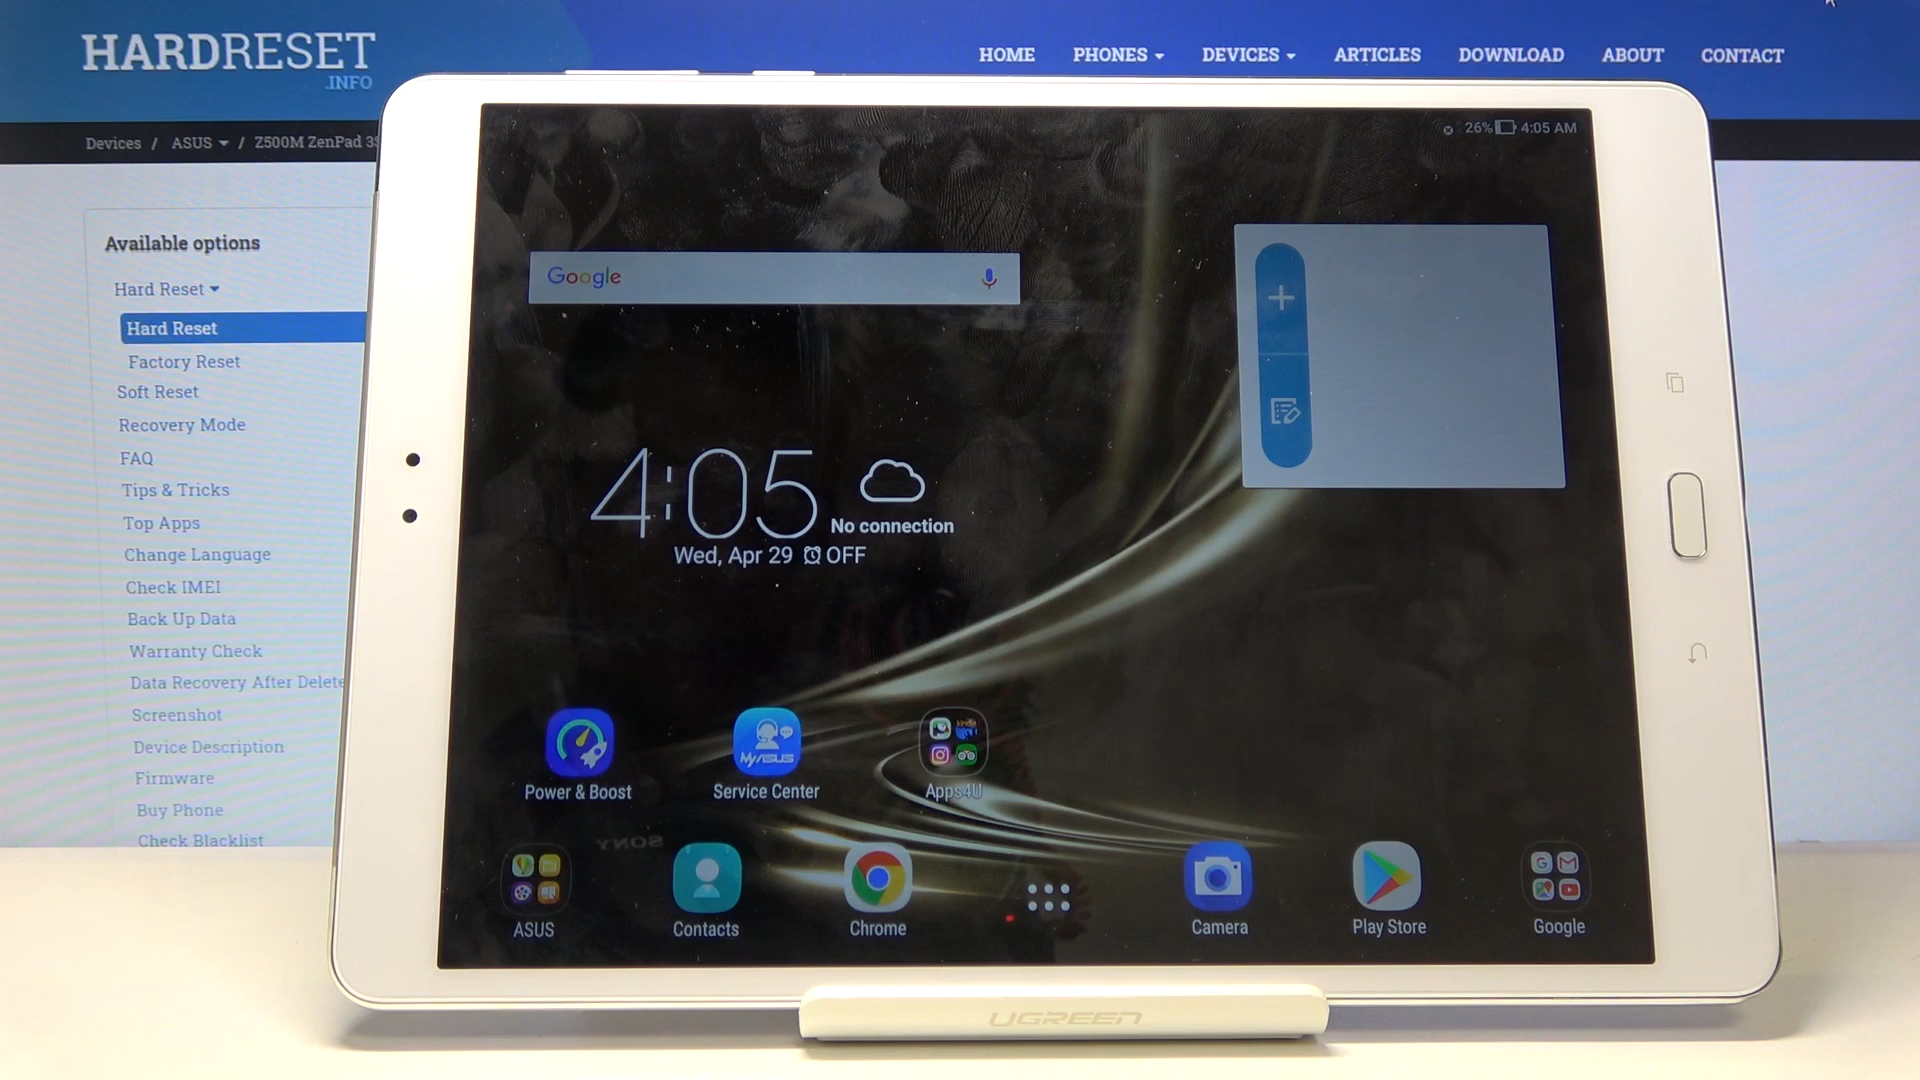 HARDRESET
.INFO
HOME PHONES DEVICES ARTICLES DOWNLOAD ABOUT CONTACT
Devices / ASUS / Z500M ZenPad 3S
Available options
Hard Reset
Hard Reset
Factory Reset
Soft Reset
Recovery Mode
FAQ
Tips & Tricks
Top Apps
Change Language
Check IMEI
Back Up Data
Warranty Check
Data Recovery After Delete
Screenshot
Device Description
Firmware
Buy Phone
Check Blacklist
26% 4:05 AM
Google
4:05
No connection
Wed, Apr 29 OFF
MyASUS
kindle
Power & Boost
Service Center
Apps4U
SONY
ASUS
Contacts
Chrome
Camera
Play Store
Google
UGREEN